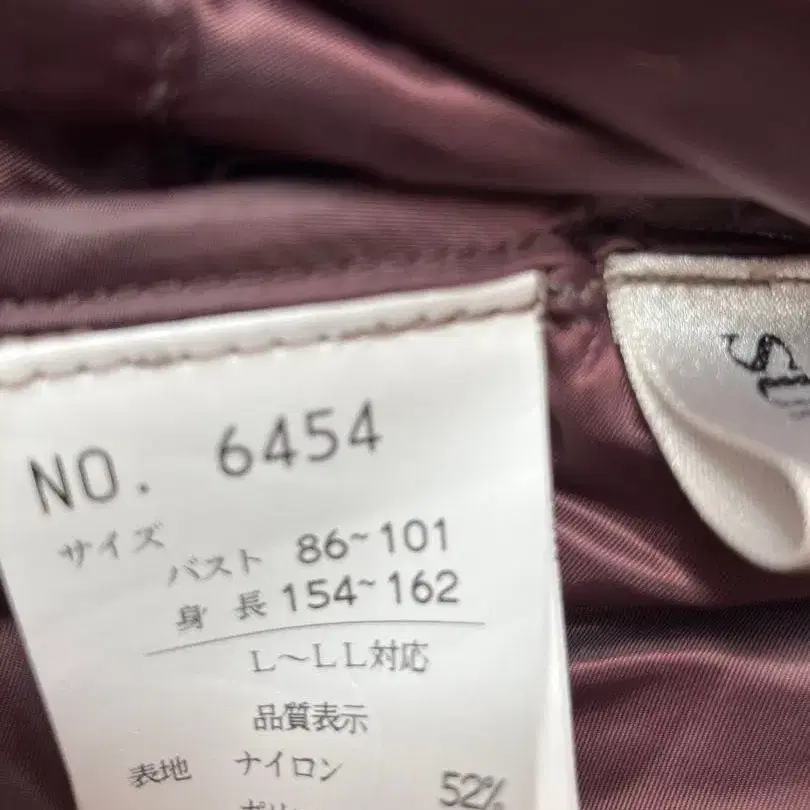 NO. 6454
サイズ
バスト 86~101
身長 154~162
L~LL対応
品質表示
表地 ナイロン 52%